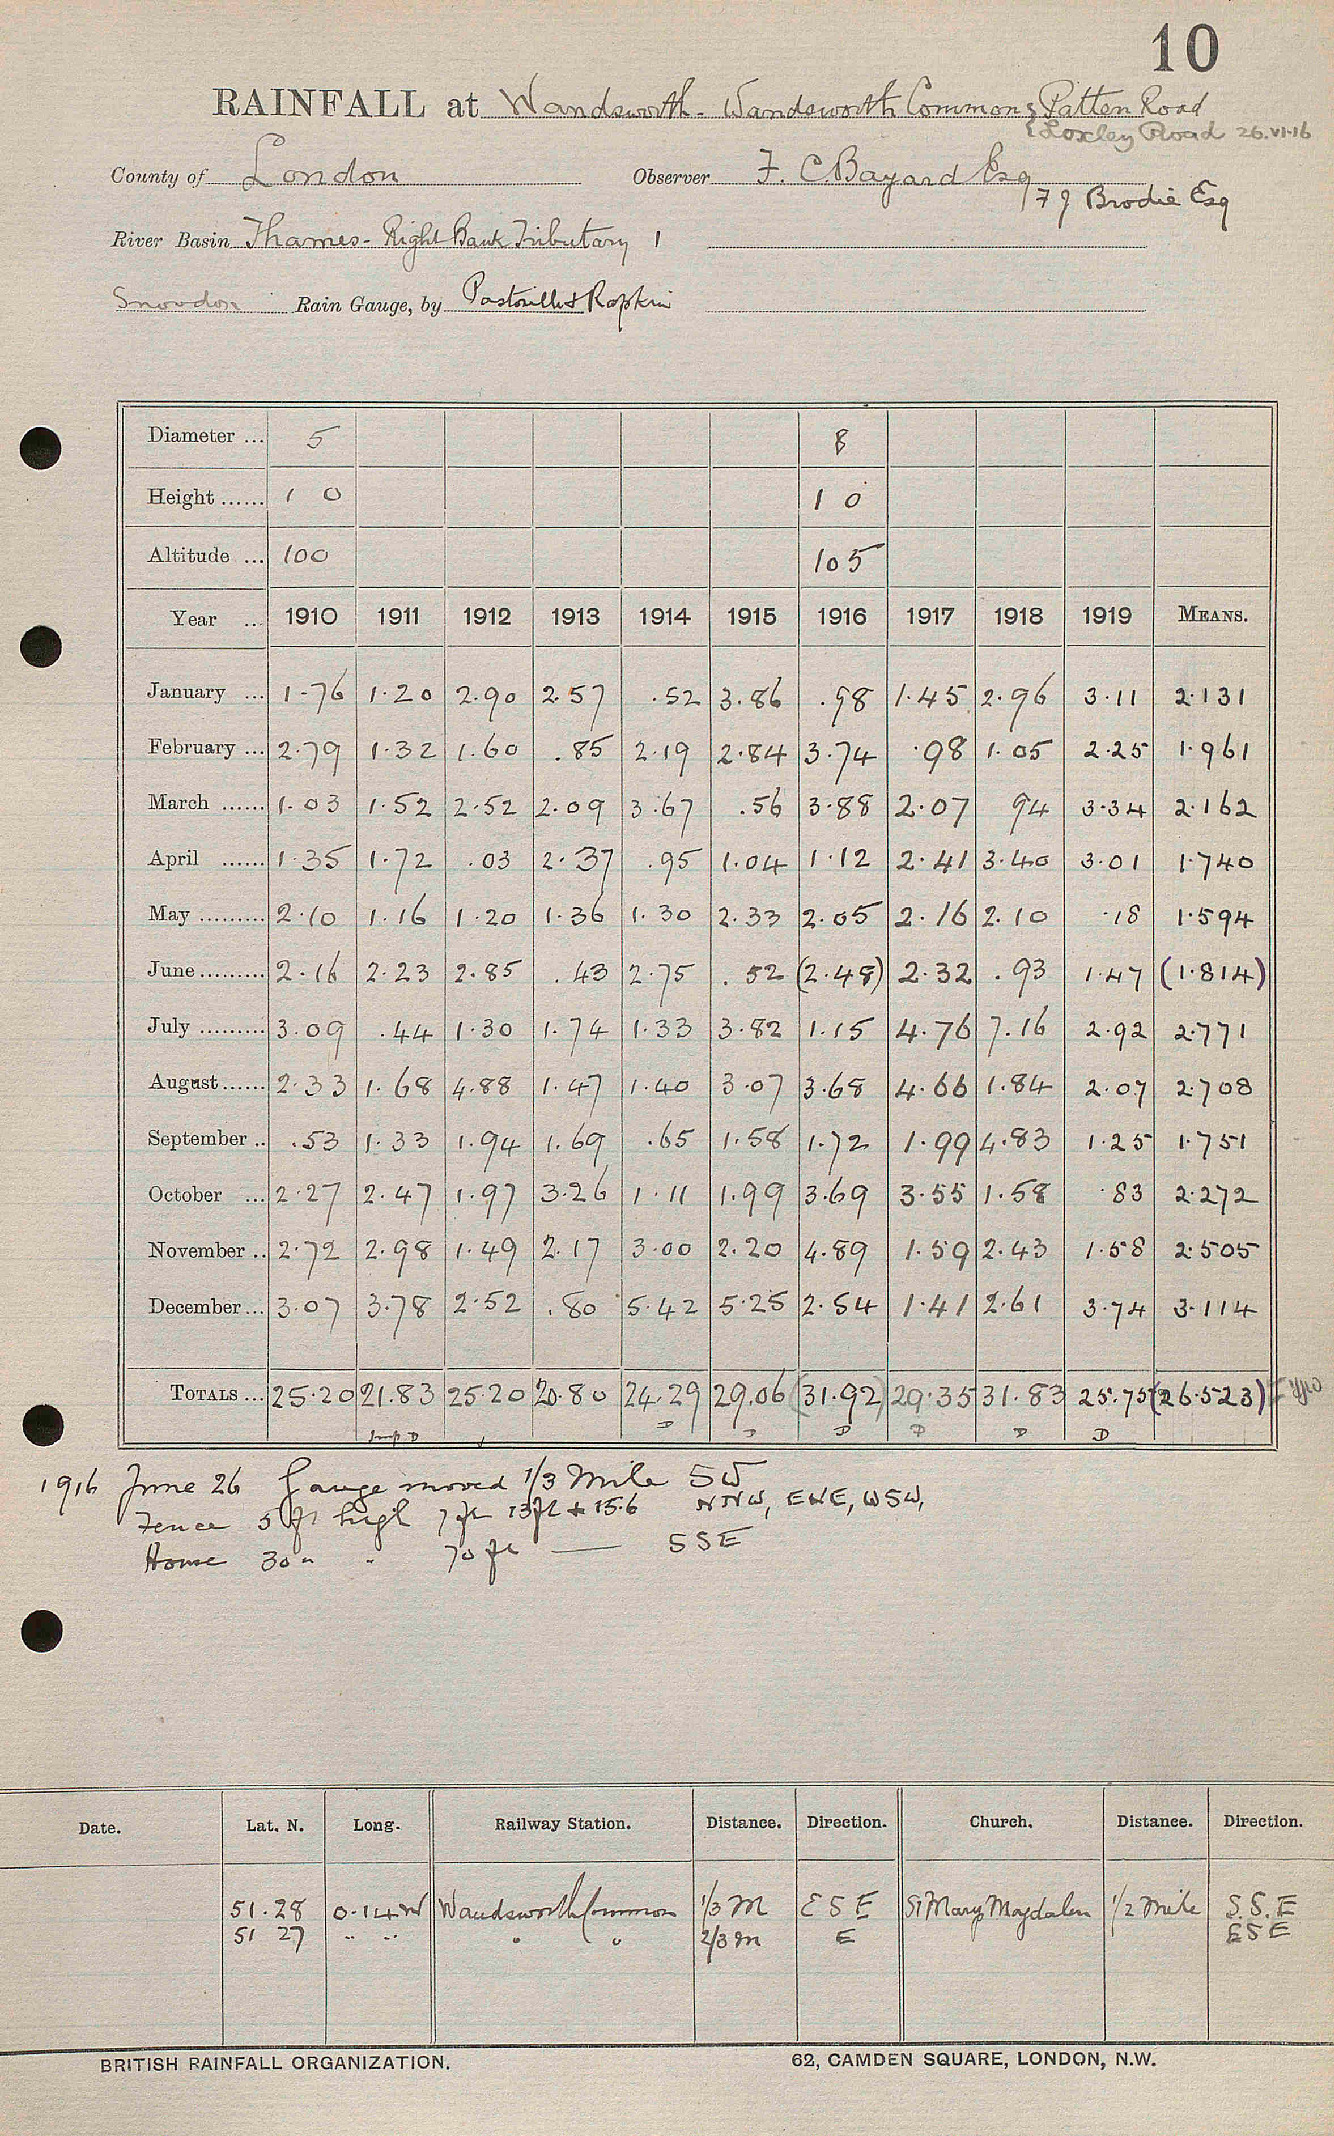 10
RAINFALL at Wandsworth - Wandsworth Common { Patten Road
{ Loxley Road 26.VI.16
County of London Observer F. C. Bayard Esq
F J Brodie Esq
River Basin Thames - Right Bank Tributary 1
Snowdon Rain Gauge, by Pastorelli & Rapkin
Diameter ... 5 8
Height ...... 1 0 1 0
Altitude ... 100 105
Year ... 1910 1911 1912 1913 1914 1915 1916 1917 1918 1919 MEANS.
January ... 1.76 1.20 2.90 2.57 .52 3.86 .98 1.45 2.96 3.11 2.131
February ... 2.79 1.32 1.60 .85 2.19 2.84 3.74 .98 1.05 2.25 1.961
March ...... 1.03 1.52 2.52 2.09 3.67 .56 3.88 2.07 94 3.34 2.162
April ...... 1.35 1.72 .03 2.37 .95 1.04 1.12 2.41 3.40 3.01 1.740
May ......... 2.10 1.16 1.20 1.36 1.30 2.33 2.05 2.16 2.10 .18 1.594
June ......... 2.16 2.23 2.85 .43 2.75 .52 (2.48) 2.32 .93 1.47 (1.814)
July ......... 3.09 .44 1.30 1.74 1.33 3.82 1.15 4.76 7.16 2.92 2.771
August ...... 2.33 1.68 4.88 1.47 1.40 3.07 3.68 4.66 1.84 2.07 2.708
September .. .53 1.33 1.94 1.69 .65 1.58 1.72 1.99 4.83 1.25 1.751
October ... 2.27 2.47 1.97 3.26 1.11 1.99 3.69 3.55 1.58 .83 2.272
November .. 2.72 2.98 1.49 2.17 3.00 2.20 4.89 1.59 2.43 1.58 2.505
December ... 3.07 3.78 2.52 .80 5.42 5.25 2.54 1.41 2.61 3.74 3.114
TOTALS ... 25.20 21.83 25.20 20.80 24.29 29.06 (31.92) 29.35 31.83 25.75 (26.523)
D D D D D D
1916 June 26 Gauge moved 1/3 Mile SW
Fence 5 ft high 7 ft 13ft & 15.6 NNW, ENE, WSW,
House 30 " " 70 ft — SSE
Date. Lat. N. Long. Railway Station. Distance. Direction. Church. Distance. Direction.
51.28 0.14 W Wandsworth Common 1/3 M ESE St Mary Magdalen 1/2 Mile S.S.E
51 27 " " " " 2/3 m E ESE
BRITISH RAINFALL ORGANIZATION. 62, CAMDEN SQUARE, LONDON, N.W.